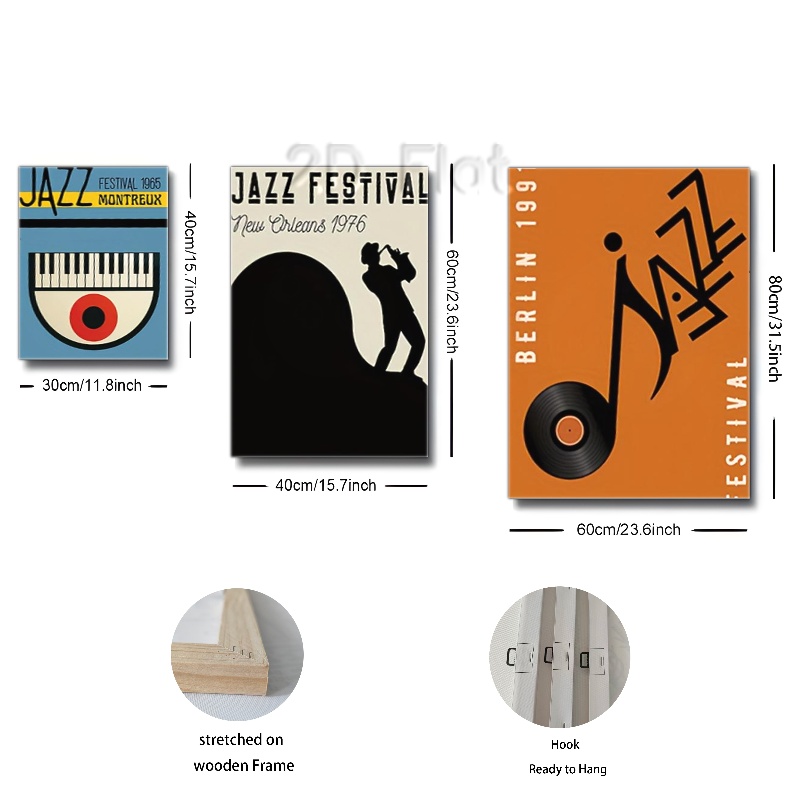 2D Flat
JAZZ
FESTIVAL 1965
MONTREUX
40cm/15.7inch
30cm/11.8inch
JAZZ FESTIVAL
New Orleans 1976
60cm/23.6inch
40cm/15.7inch
BERLIN 199
JAZZ
FESTIVAL
80cm/31.5inch
60cm/23.6inch
stretched on
wooden Frame
Hook
Ready to Hang